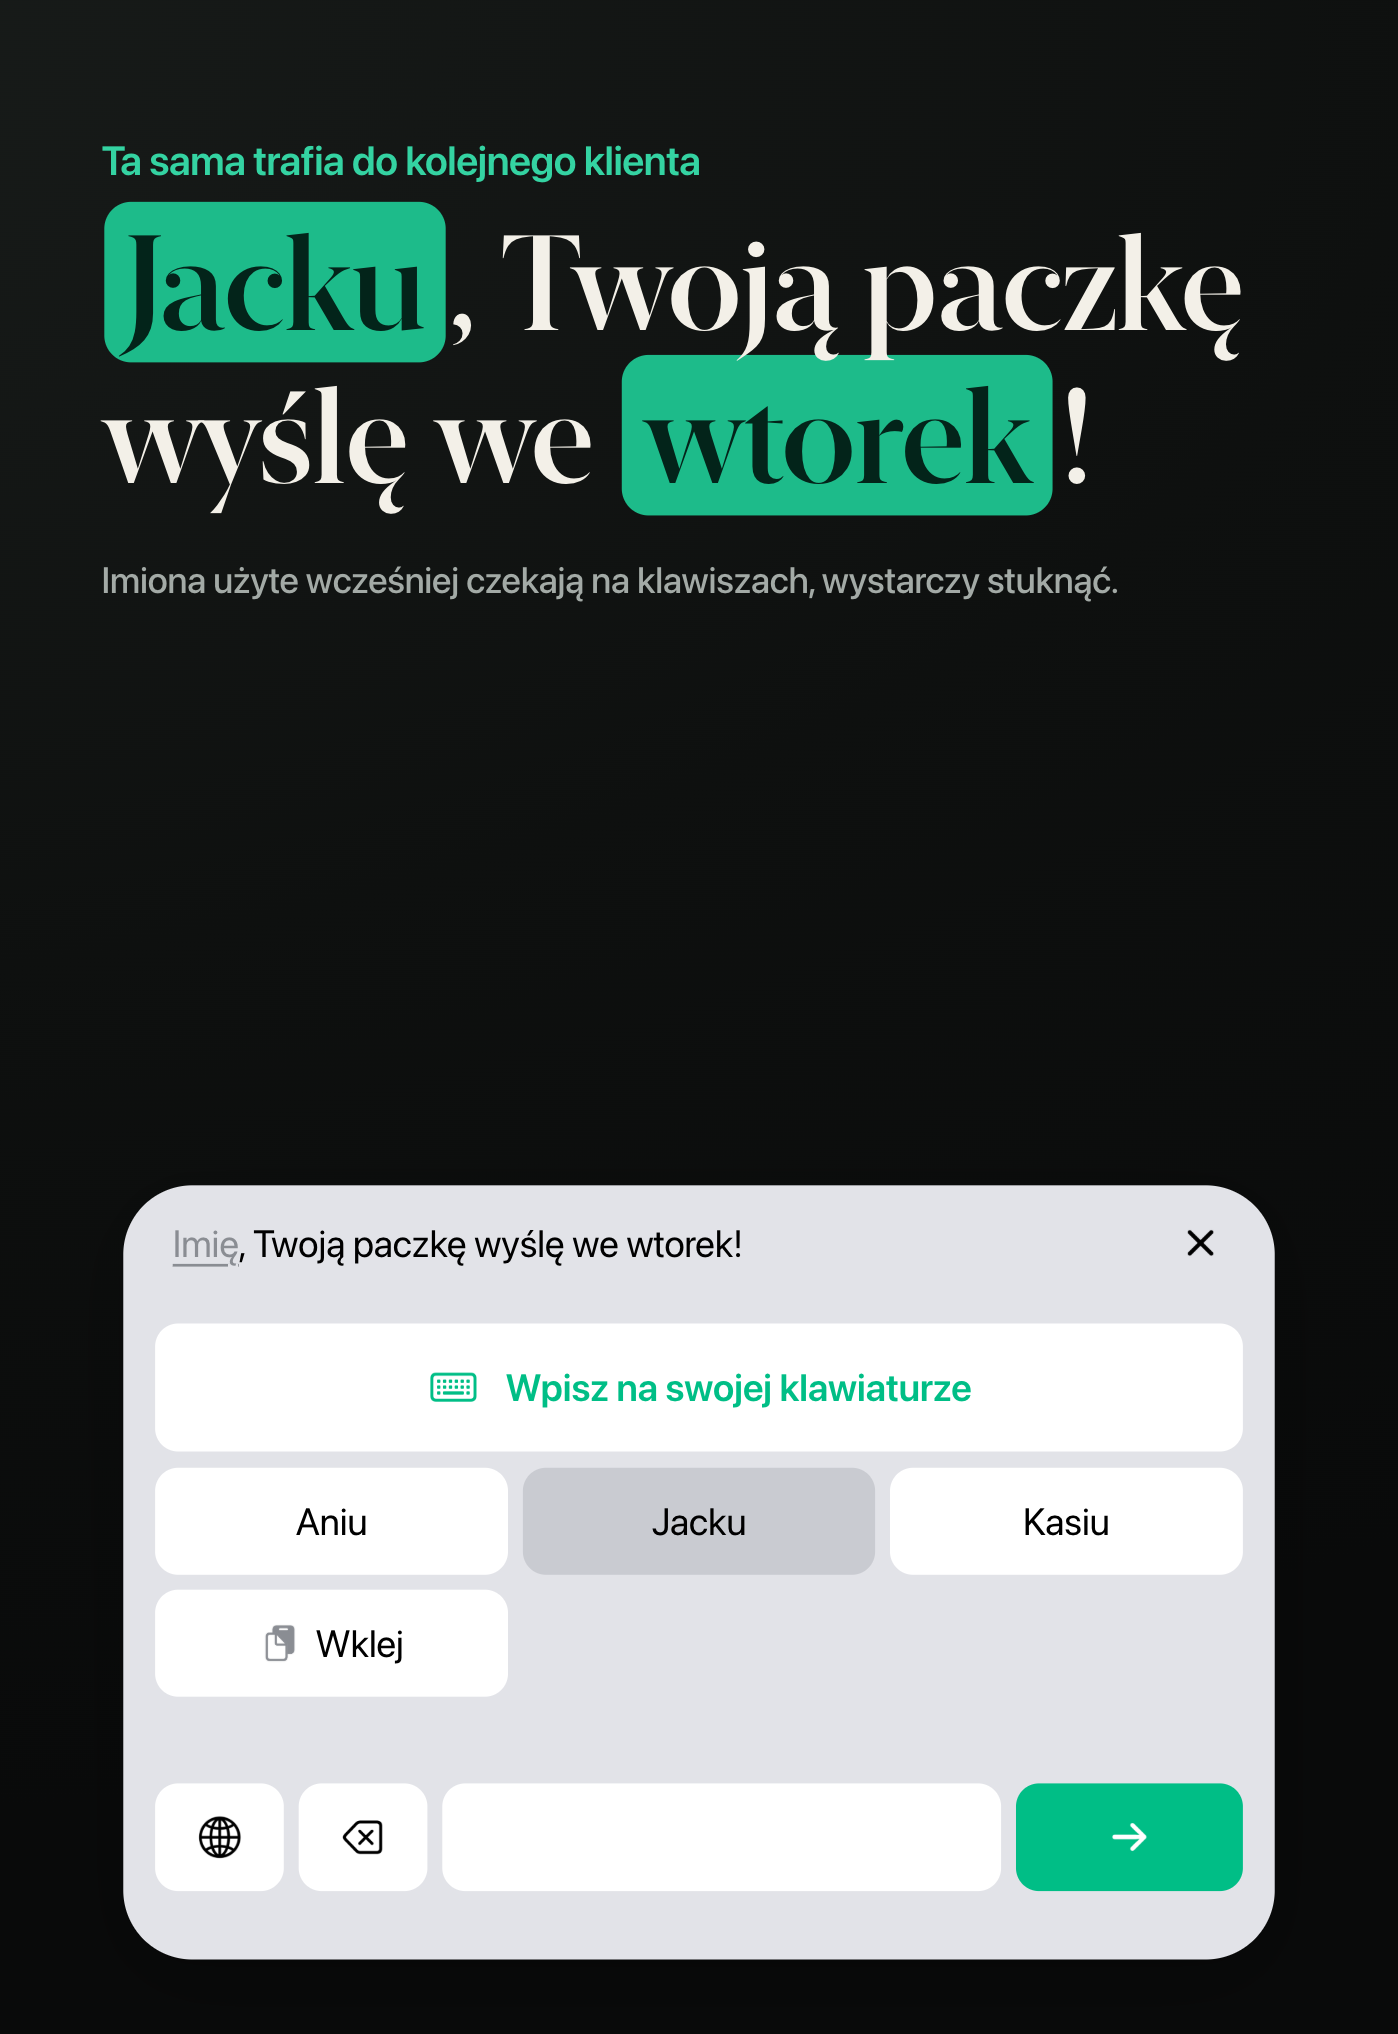 Ta sama trafia do kolejnego klienta
Jacku, Twoją paczkę
wyślę we wtorek!
Imiona użyte wcześniej czekają na klawiszach, wystarczy stuknąć.
Imię, Twoją paczkę wyślę we wtorek!
Wpisz na swojej klawiaturze
Aniu Jacku Kasiu
Wklej